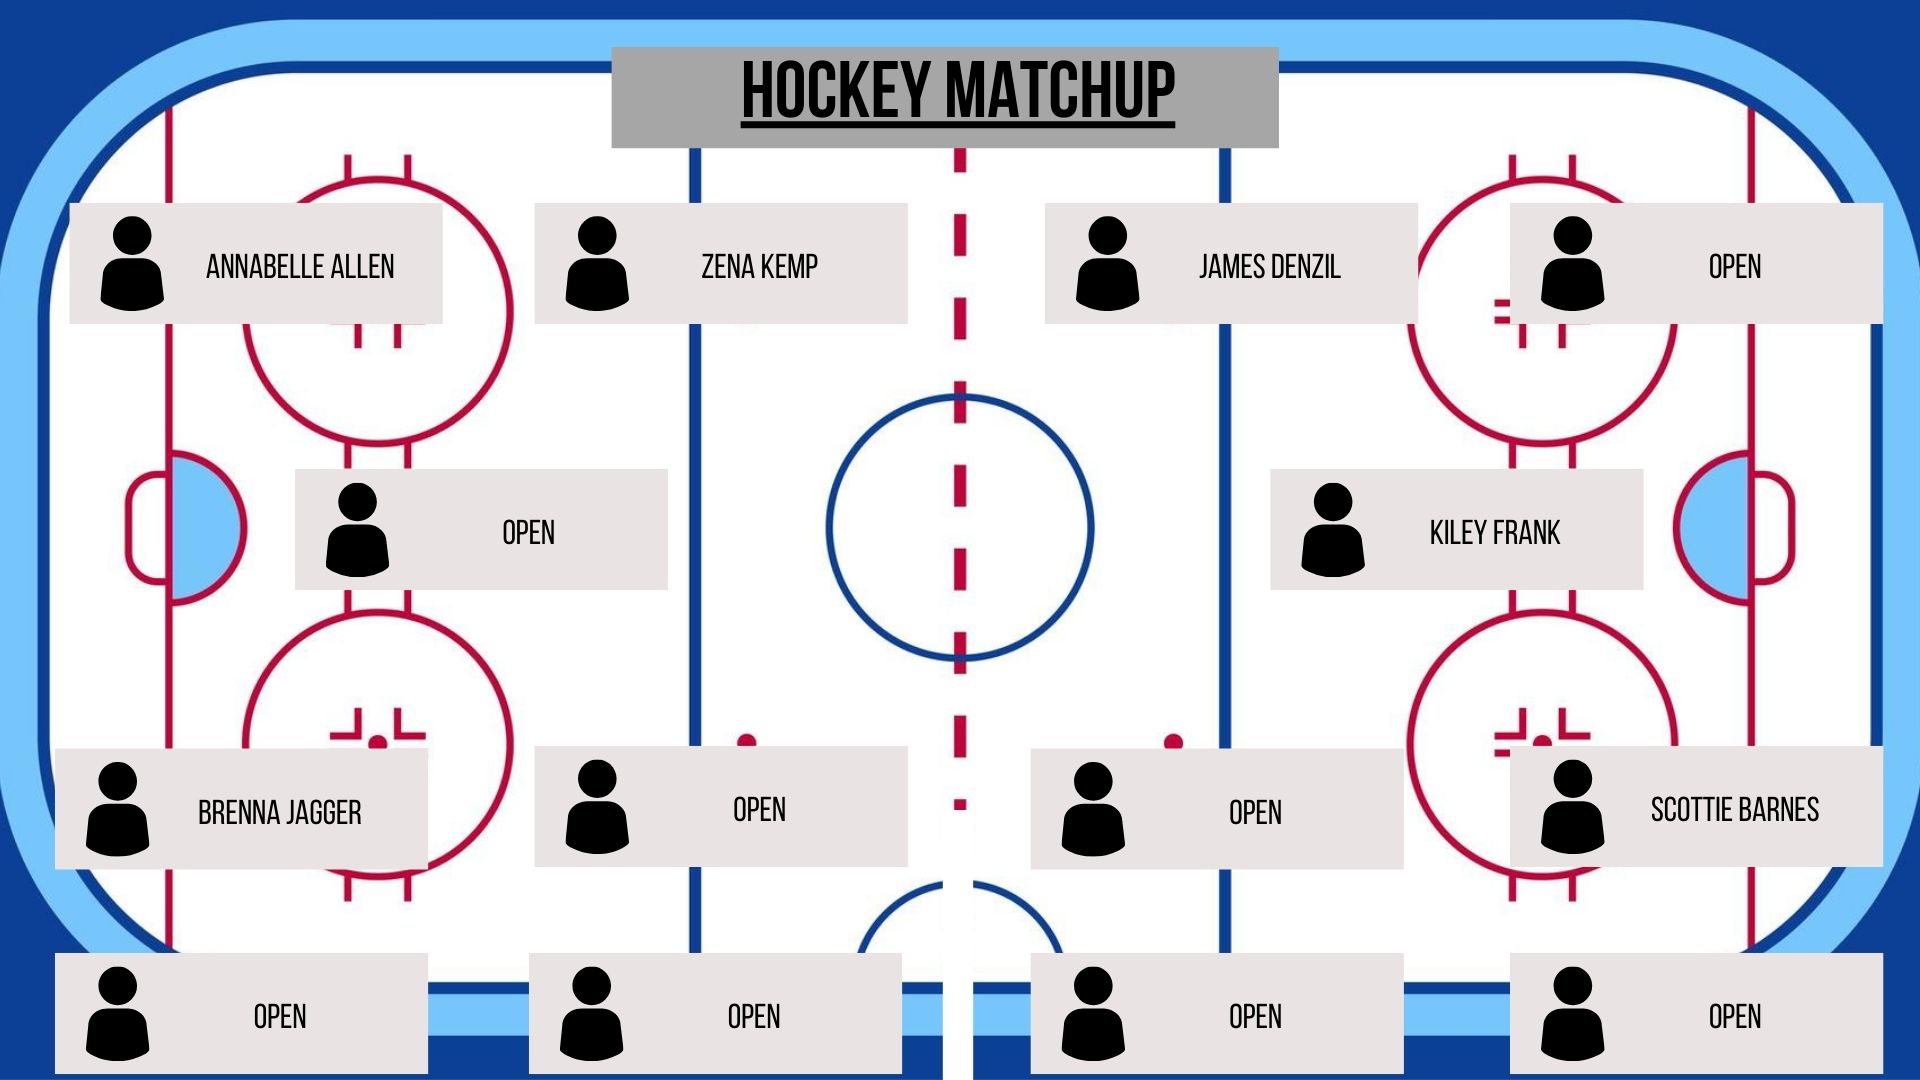 HOCKEY MATCHUP
ANNABELLE ALLEN
ZENA KEMP
JAMES DENZIL
OPEN
OPEN
KILEY FRANK
BRENNA JAGGER
OPEN
OPEN
SCOTTIE BARNES
OPEN
OPEN
OPEN
OPEN